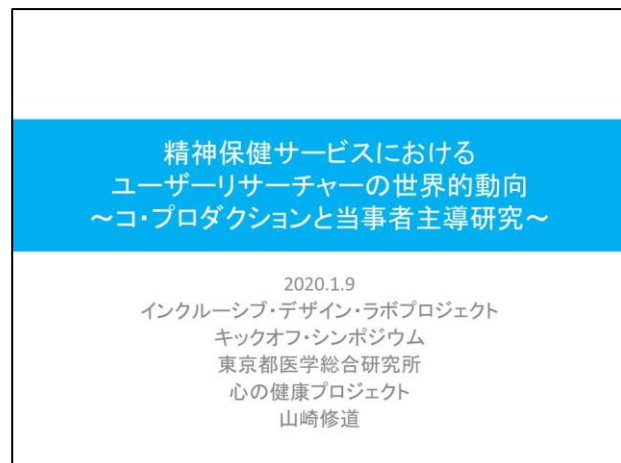 精神保健サービスにおける
ユーザーリサーチャーの世界的動向
～コ・プロダクションと当事者主導研究～
2020.1.9
インクルーシブ・デザイン・ラボプロジェクト
キックオフ・シンポジウム
東京都医学総合研究所
心の健康プロジェクト
山崎修道